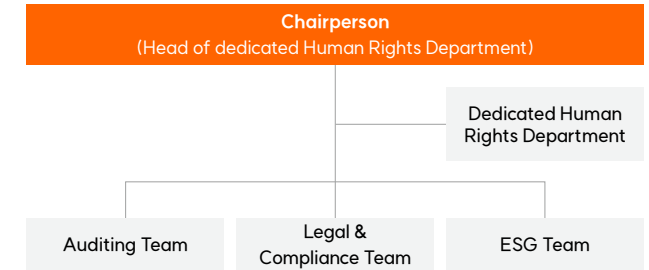 Chairperson
(Head of dedicated Human Rights Department)
Dedicated Human
Rights Department
Auditing Team
Legal &
Compliance Team
ESG Team